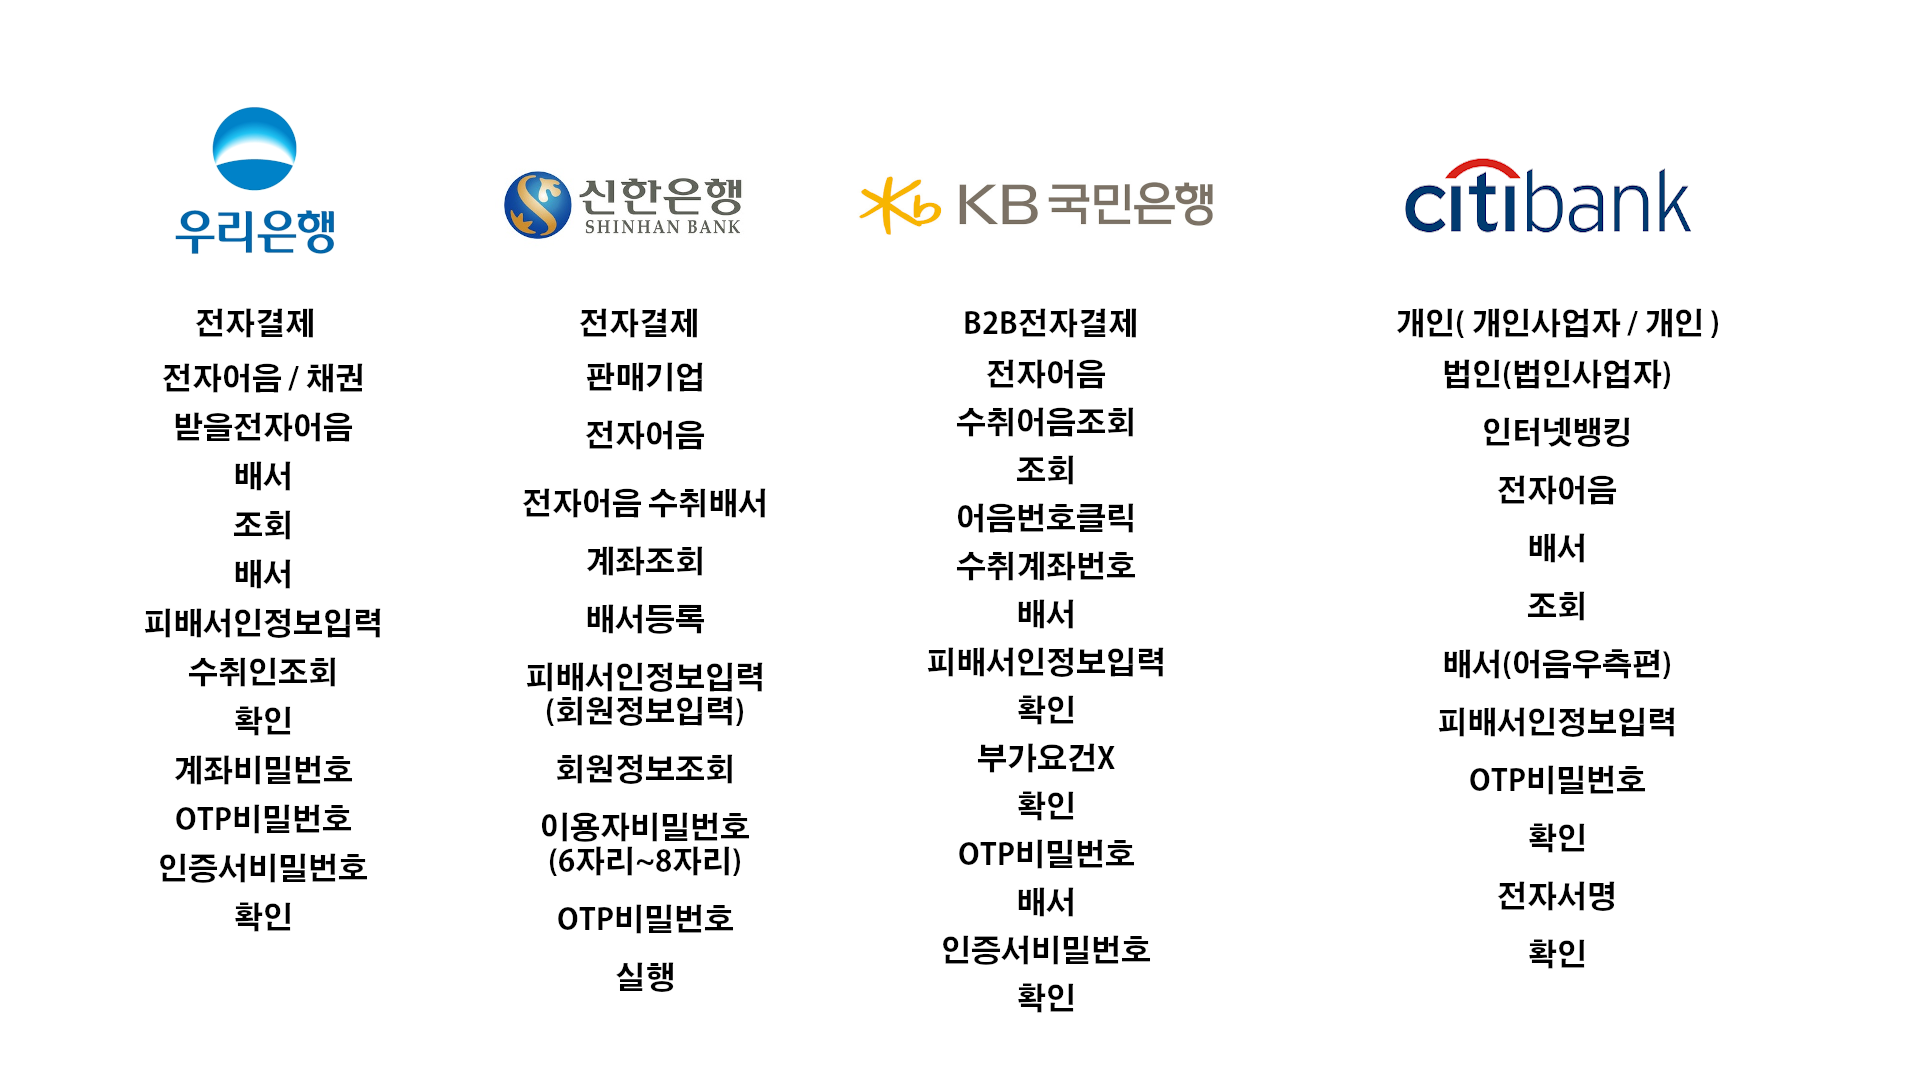 우리은행
전자결제
전자어음 / 채권
받을전자어음
배서
조회
배서
피배서인정보입력
수취인조회
확인
계좌비밀번호
OTP비밀번호
인증서비밀번호
확인
신한은행
SHINHAN BANK
전자결제
판매기업
전자어음
전자어음 수취배서
계좌조회
배서등록
피배서인정보입력
(회원정보입력)
회원정보조회
이용자비밀번호
(6자리~8자리)
OTP비밀번호
실행
KB 국민은행
B2B전자결제
전자어음
수취어음조회
조회
어음번호클릭
수취계좌번호
배서
피배서인정보입력
확인
부가요건X
확인
OTP비밀번호
배서
인증서비밀번호
확인
citibank
개인( 개인사업자 / 개인 )
법인(법인사업자)
인터넷뱅킹
전자어음
배서
조회
배서(어음우측편)
피배서인정보입력
OTP비밀번호
확인
전자서명
확인